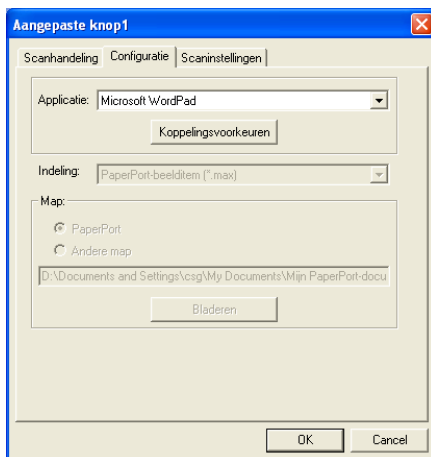 Aangepaste knop1
Scanhandeling Configuratie Scaninstellingen
Applicatie: Microsoft WordPad
Koppelingsvoorkeuren
Indeling: PaperPort-beelditem (*.max)
Map:
PaperPort
Andere map
D:\Documents and Settings\csg\My Documents\Mijn PaperPort-docu
Bladeren
OK Cancel